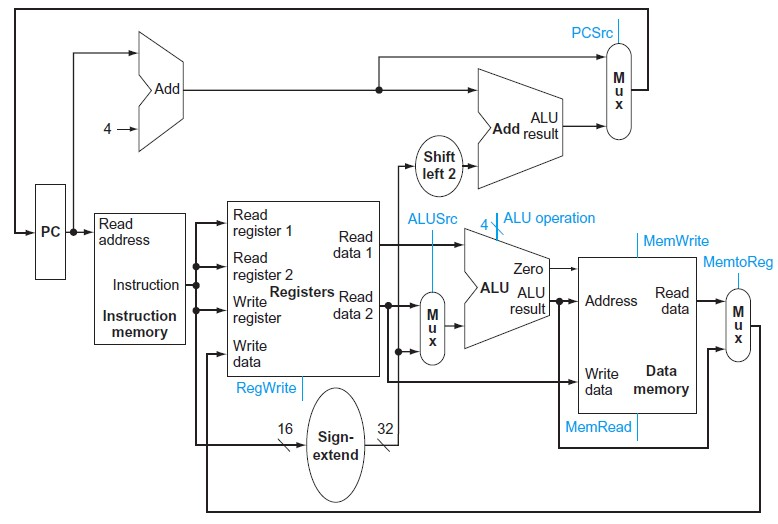 PCSrc
M
u
x
Add
ALU
Add result
4
Shift
left 2
PC
Read
address
Instruction
Instruction
memory
Read
register 1
Read
data 1
Read
register 2
Registers
Write
register
Read
data 2
Write
data
RegWrite
ALUSrc
M
u
x
4
ALU operation
Zero
ALU
ALU
result
MemWrite
MemtoReg
Address
Read
data
M
u
x
Write
data
Data
memory
MemRead
16
Sign-
extend
32